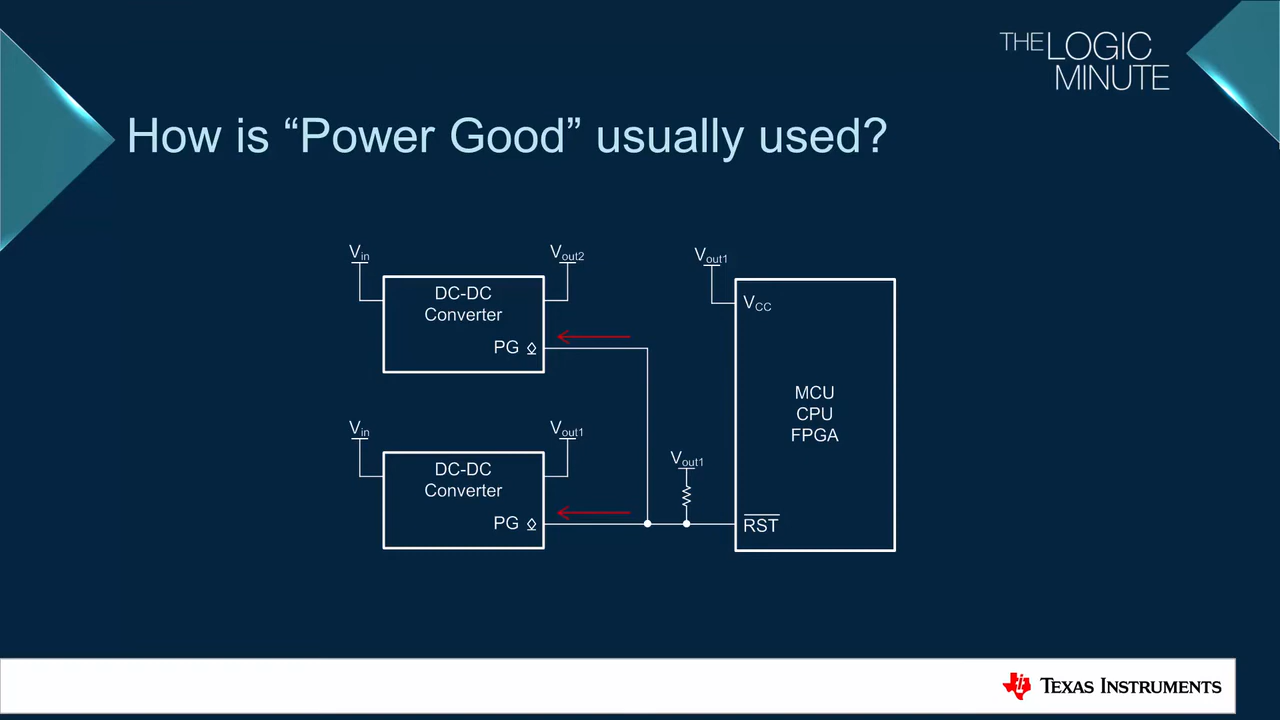 THE LOGIC
MINUTE
How is “Power Good” usually used?
Vin
Vout2
DC-DC
Converter
PG
Vin
Vout1
DC-DC
Converter
PG
Vout1
Vout1
VCC
MCU
CPU
FPGA
RST
TEXAS INSTRUMENTS